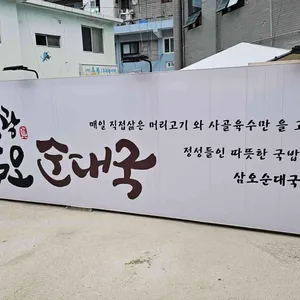 오 순대국
매일 직접삶은 머리고기 와 사골육수만 을 고
정성들인 따뜻한 국밥
삼오순대국